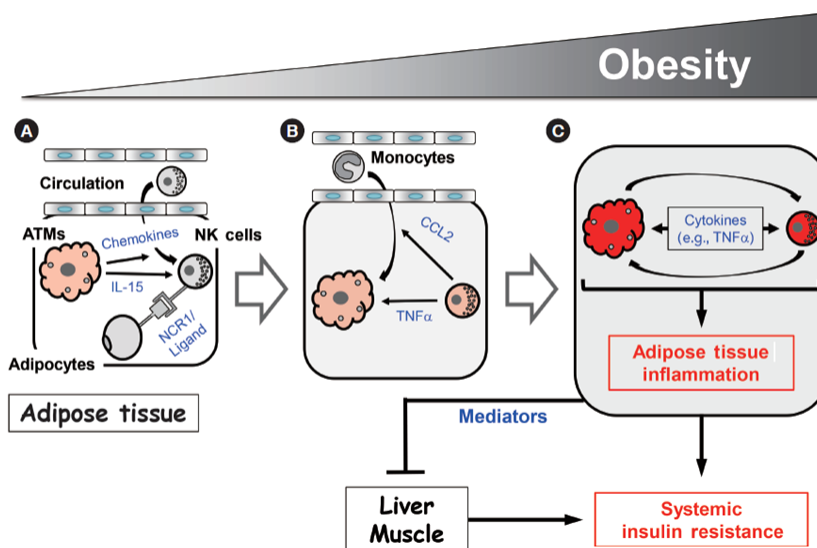 Obesity
A
Circulation
ATMs
Chemokines
NK cells
IL-15
NCR1/
Ligand
Adipocytes
Adipose tissue
B
Monocytes
CCL2
TNFα
C
Cytokines
(e.g., TNFα)
Adipose tissue
inflammation
Mediators
Liver
Muscle
Systemic
insulin resistance